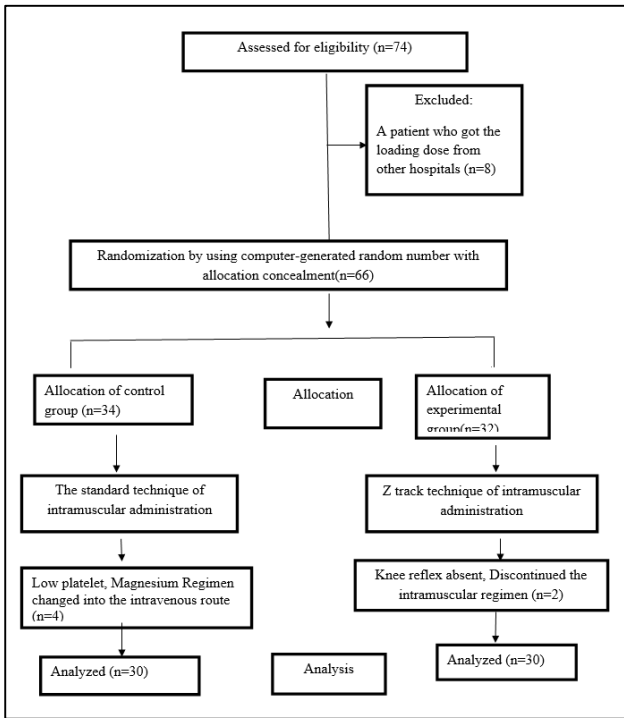 Assessed for eligibility (n=74)
Excluded:
A patient who got the
loading dose from
other hospitals (n=8)
Randomization by using computer-generated random number with
allocation concealment(n=66)
Allocation of control
group (n=34)
Allocation
Allocation of
experimental
group(n=32)
The standard technique of
intramuscular administration
Z track technique of intramuscular
administration
Low platelet, Magnesium Regimen
changed into the intravenous route
(n=4)
Knee reflex absent, Discontinued the
intramuscular regimen (n=2)
Analyzed (n=30)
Analysis
Analyzed (n=30)